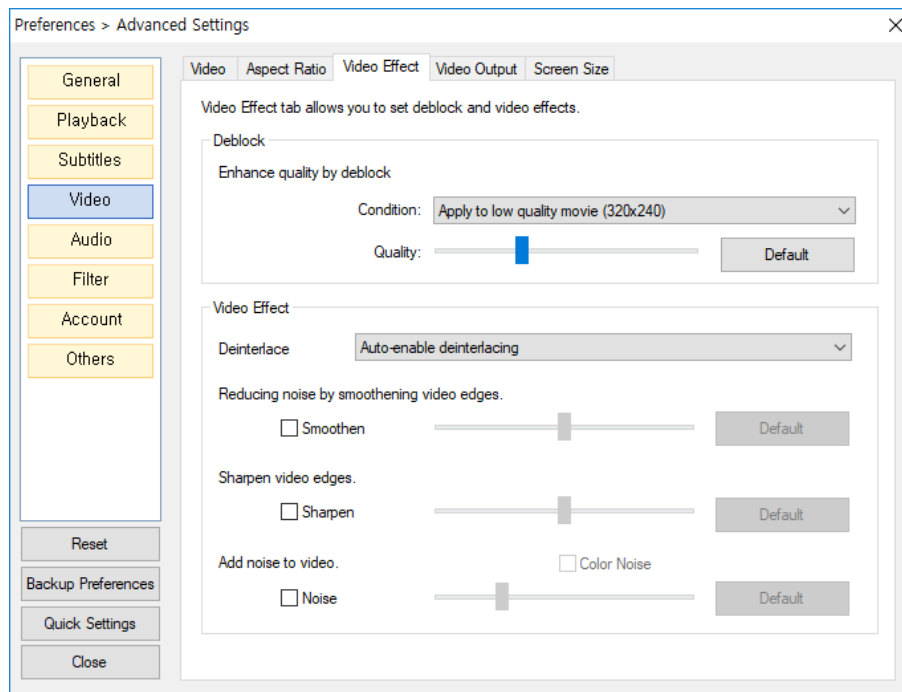 Preferences > Advanced Settings
General
Playback
Subtitles
Video
Audio
Filter
Account
Others
Reset
Backup Preferences
Quick Settings
Close
Video Aspect Ratio Video Effect Video Output Screen Size
Video Effect tab allows you to set deblock and video effects.
Deblock
Enhance quality by deblock
Condition: Apply to low quality movie (320x240)
Quality: Default
Video Effect
Deinterlace Auto-enable deinterlacing
Reducing noise by smoothening video edges.
Smoothen Default
Sharpen video edges.
Sharpen Default
Add noise to video. Color Noise
Noise Default